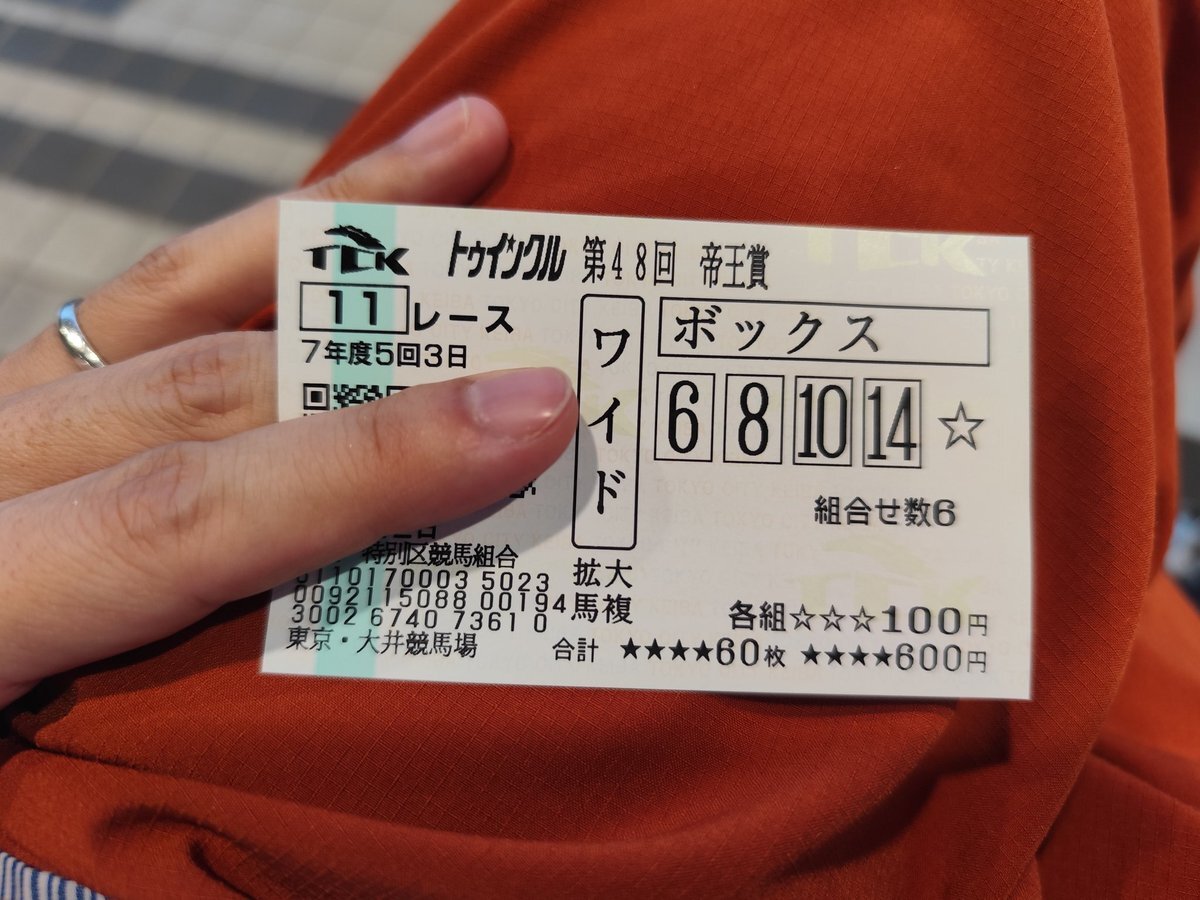 TCK トゥインクル 第48回 帝王賞
11 レース
7年度5回3日
ワイド
ボックス
6 8 10 14 ☆
組合せ数6
特別区競馬組合
拡大
馬複
0110170003 5023
0092115088 00194
3002 6740 7361 0
各組☆☆☆100円
東京・大井競馬場
合計 ★★★★60枚 ★★★★600円